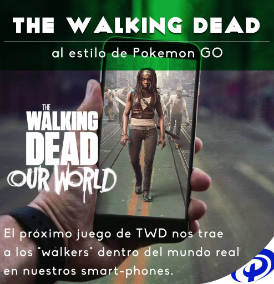 THE WALKING DEAD
al estilo de Pokemon GO
THE
WALKING
DEAD
OUR WORLD
El próximo juego de TWD nos trae
a los "walkers" dentro del mundo real
en nuestros smart-phones.